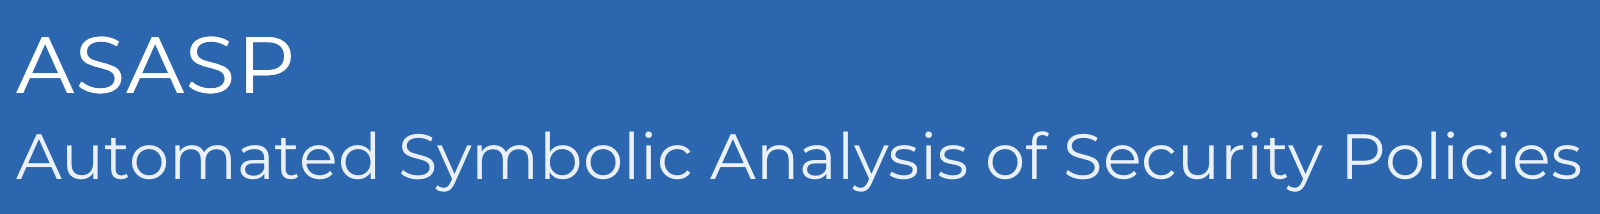 ASASP
Automated Symbolic Analysis of Security Policies